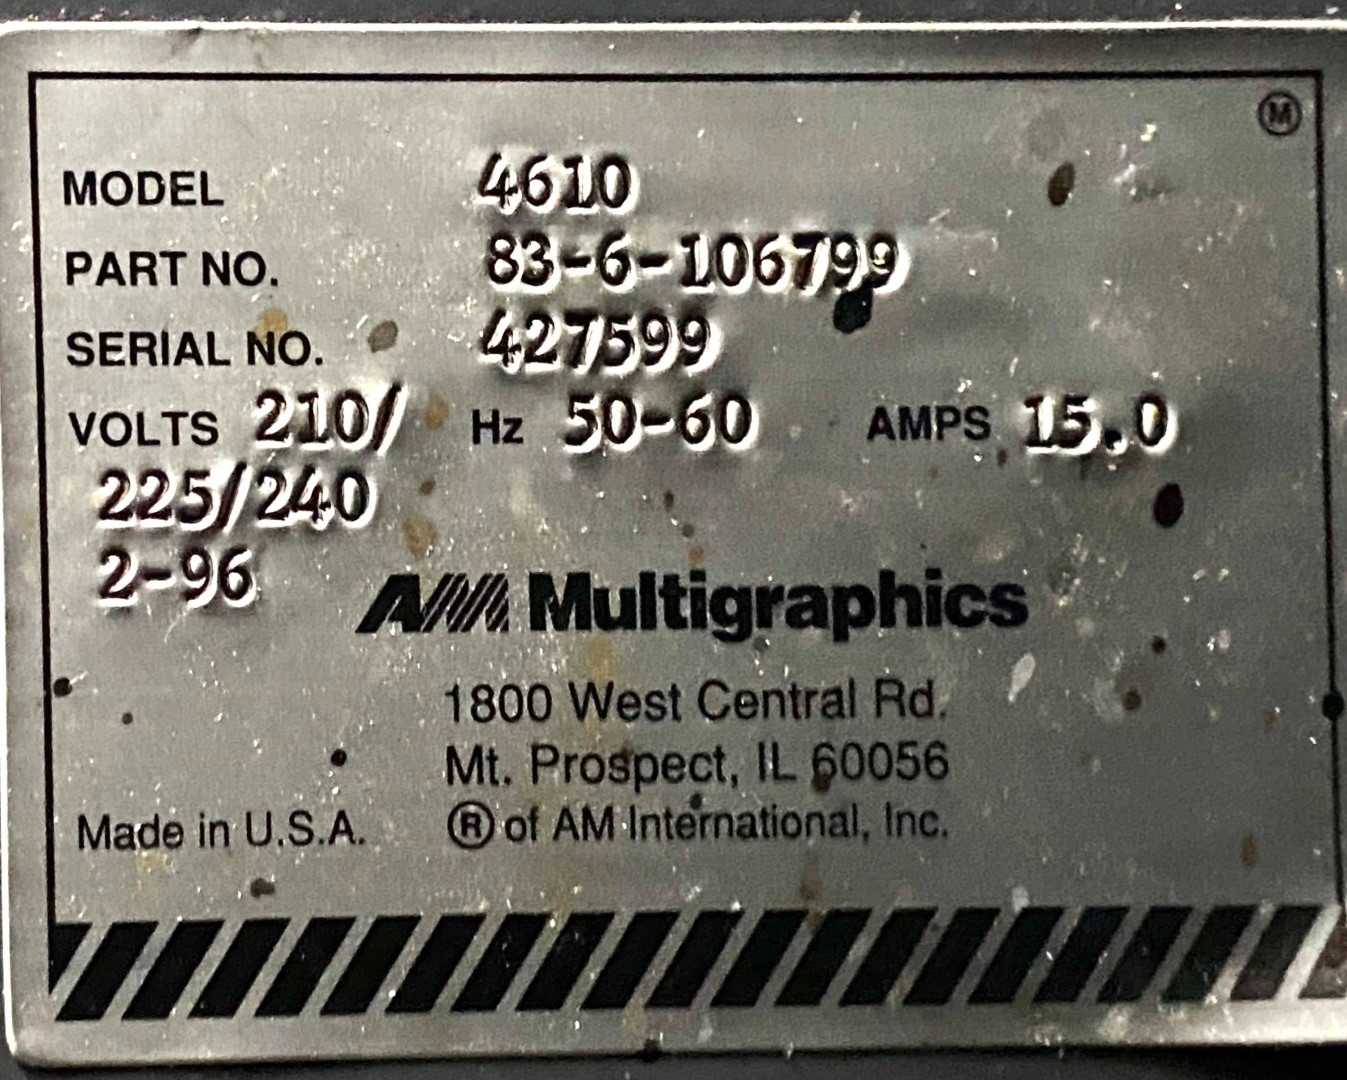 Ⓜ
MODEL 4610
PART NO. 83-6-106799
SERIAL NO. 427599
VOLTS 210/ Hz 50-60 AMPS 15.0
225/240
2-96
AM Multigraphics
1800 West Central Rd.
Mt. Prospect, IL 60056
Made in U.S.A. ® of AM International, Inc.